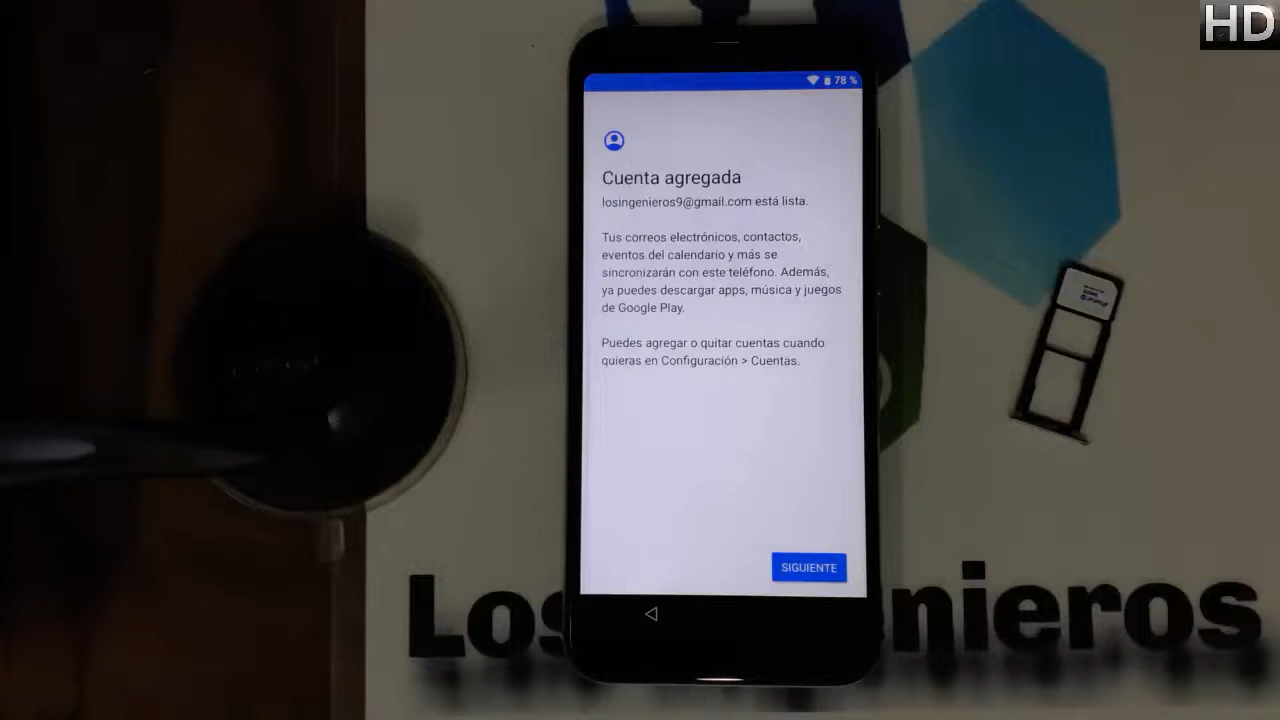 HD
78 %
Cuenta agregada
losingenieros9@gmail.com está lista.
Tus correos electrónicos, contactos,
eventos del calendario y más se
sincronizarán con este teléfono. Además,
ya puedes descargar apps, música y juegos
de Google Play.
Puedes agregar o quitar cuentas cuando
quieras en Configuración > Cuentas.
SIGUIENTE
Los enieros